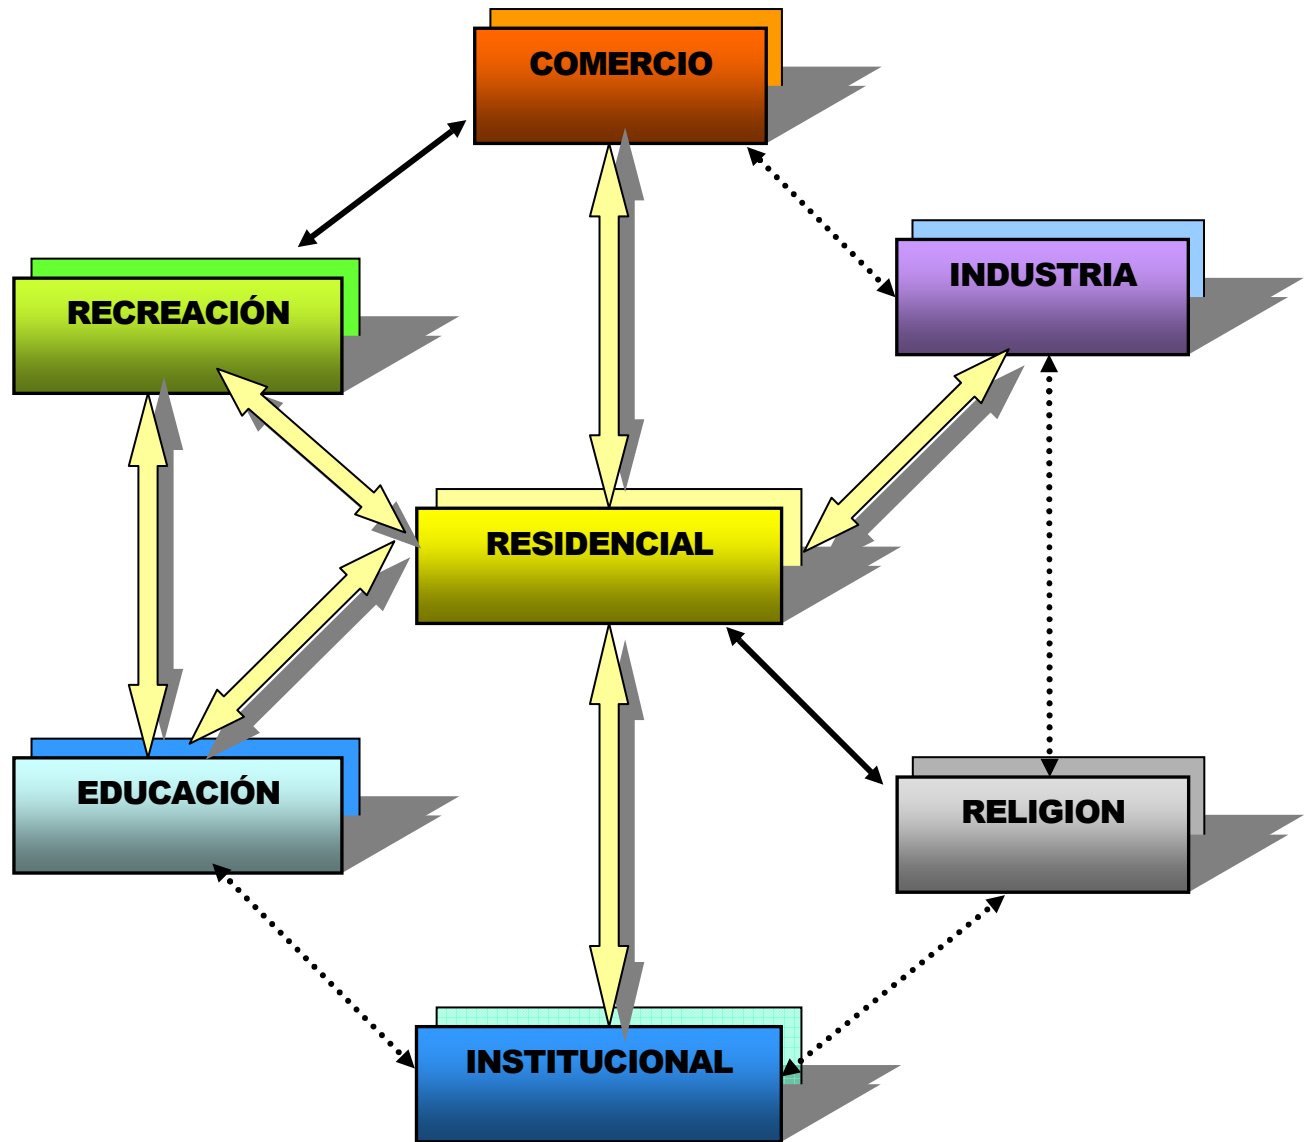 COMERCIO
INDUSTRIA
RECREACIÓN
RESIDENCIAL
EDUCACIÓN
RELIGION
INSTITUCIONAL